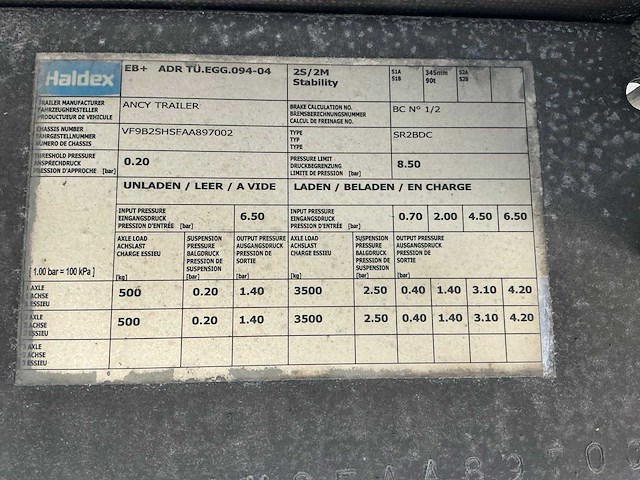 Haldex
EB+ ADR TÜ.EGG.094-04
2S/2M
Stability
S1A
S1B
345mm
90t
S2A
S2B
TRAILER MANUFACTURER
FAHRZEUGHERSTELLER
PRODUCTEUR DE VEHICULE
ANCY TRAILER
BRAKE CALCULATION NO.
BREMSBERECHNUNGSNUMMER
CALCUL DE FREINAGE NO.
BC N° 1/2
CHASSIS NUMBER
FAHRGESTELLNUMMER
NUMERO DE CHASSIS
VF9B2SHSFAA897002
TYPE
TYP
TYPE
SR2BDC
THRESHOLD PRESSURE
ANSPRECHDRUCK
PRESSION D'APPROCHE [bar]
0.20
PRESSURE LIMIT
DRUCKBEGRENZUNG
LIMITE DE PRESSION [bar]
8.50
UNLADEN / LEER / A VIDE
LADEN / BELADEN / EN CHARGE
INPUT PRESSURE
EINGANGSDRUCK
PRESSION D'ENTRÉE [bar]
6.50
INPUT PRESSURE
EINGANGSDRUCK
PRESSION D'ENTRÉE [bar]
0.70 2.00 4.50 6.50
[1.00 bar = 100 kPa]
AXLE LOAD
ACHSLAST
CHARGE ESSIEU
[kg]
SUSPENSION
PRESSURE
BALGDRUCK
PRESSION DE
SUSPENSION
[bar]
OUTPUT PRESSURE
AUSGANGSDRUCK
PRESSION DE
SORTIE
[bar]
AXLE LOAD
ACHSLAST
CHARGE ESSIEU
[kg]
SUSPENSION
PRESSURE
BALGDRUCK
PRESSION DE
SUSPENSION
[bar]
OUTPUT PRESSURE
AUSGANGSDRUCK
PRESSION DE
SORTIE
[bar]
1 AXLE
1 ACHSE
1 ESSIEU
500 0.20 1.40 3500 2.50 0.40 1.40 3.10 4.20
2 AXLE
2 ACHSE
2 ESSIEU
500 0.20 1.40 3500 2.50 0.40 1.40 3.10 4.20
3 AXLE
3 ACHSE
3 ESSIEU